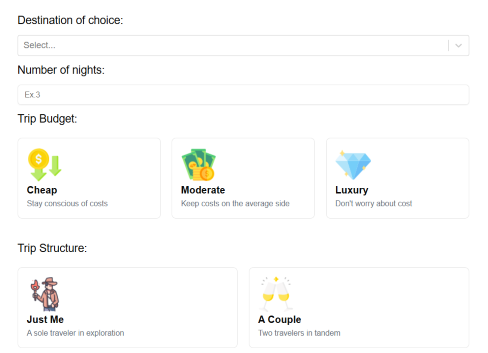 Destination of choice:
Select...
Number of nights:
Ex.3
Trip Budget:
Cheap
Stay conscious of costs
Moderate
Keep costs on the average side
Luxury
Don't worry about cost
Trip Structure:
Just Me
A sole traveler in exploration
A Couple
Two travelers in tandem